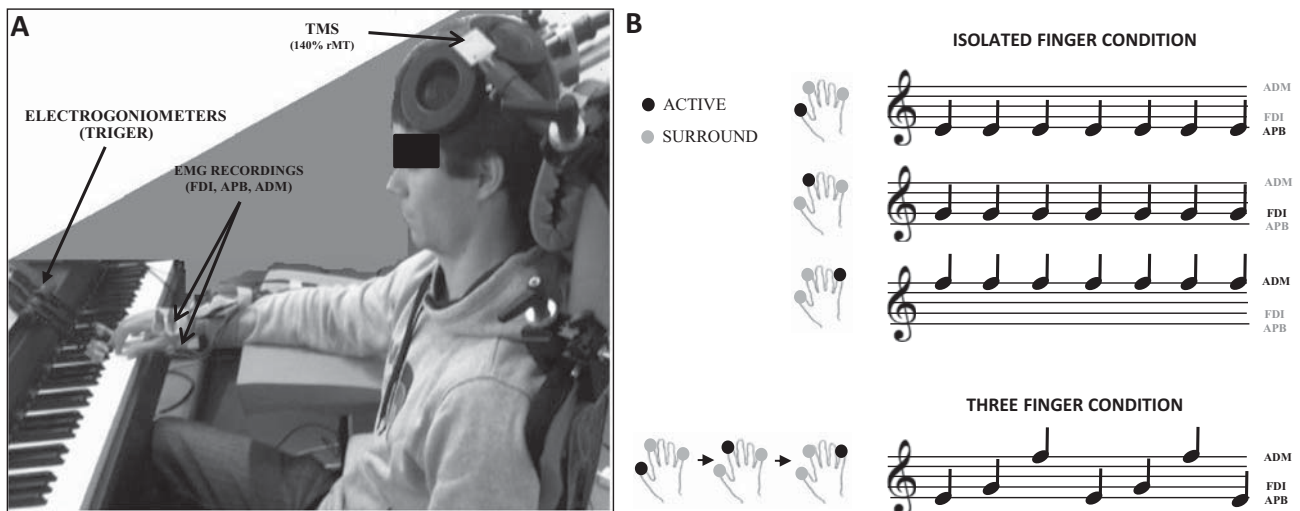 A
TMS
(140% rMT)
ELECTROGONIOMETERS
(TRIGER)
EMG RECORDINGS
(FDI, APB, ADM)
B
ISOLATED FINGER CONDITION
ACTIVE
SURROUND
ADM
FDI
APB
ADM
FDI
APB
ADM
FDI
APB
THREE FINGER CONDITION
ADM
FDI
APB